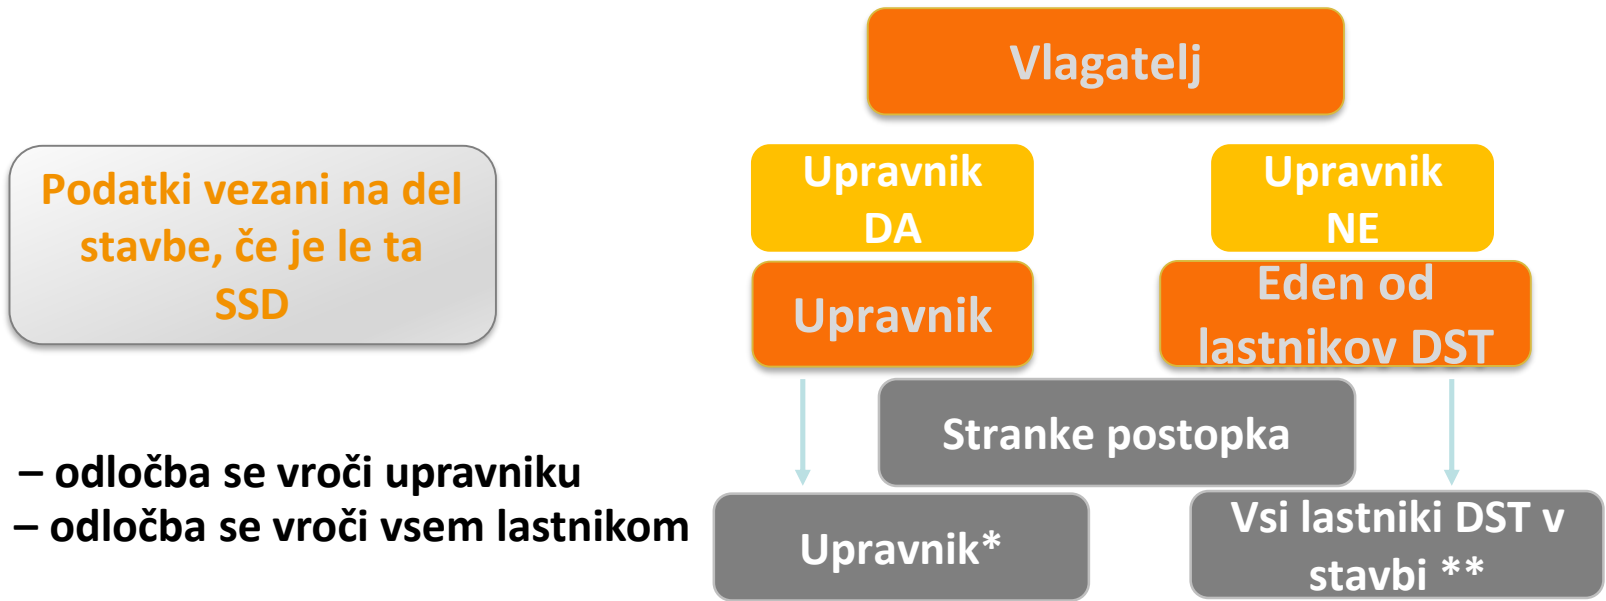 Vlagatelj
Podatki vezani na del
stavbe, če je le ta
SSD
Upravnik
DA
Upravnik
NE
Upravnik
Eden od
lastnikov DST
Stranke postopka
– odločba se vroči upravniku
– odločba se vroči vsem lastnikom
Upravnik*
Vsi lastniki DST v
stavbi **